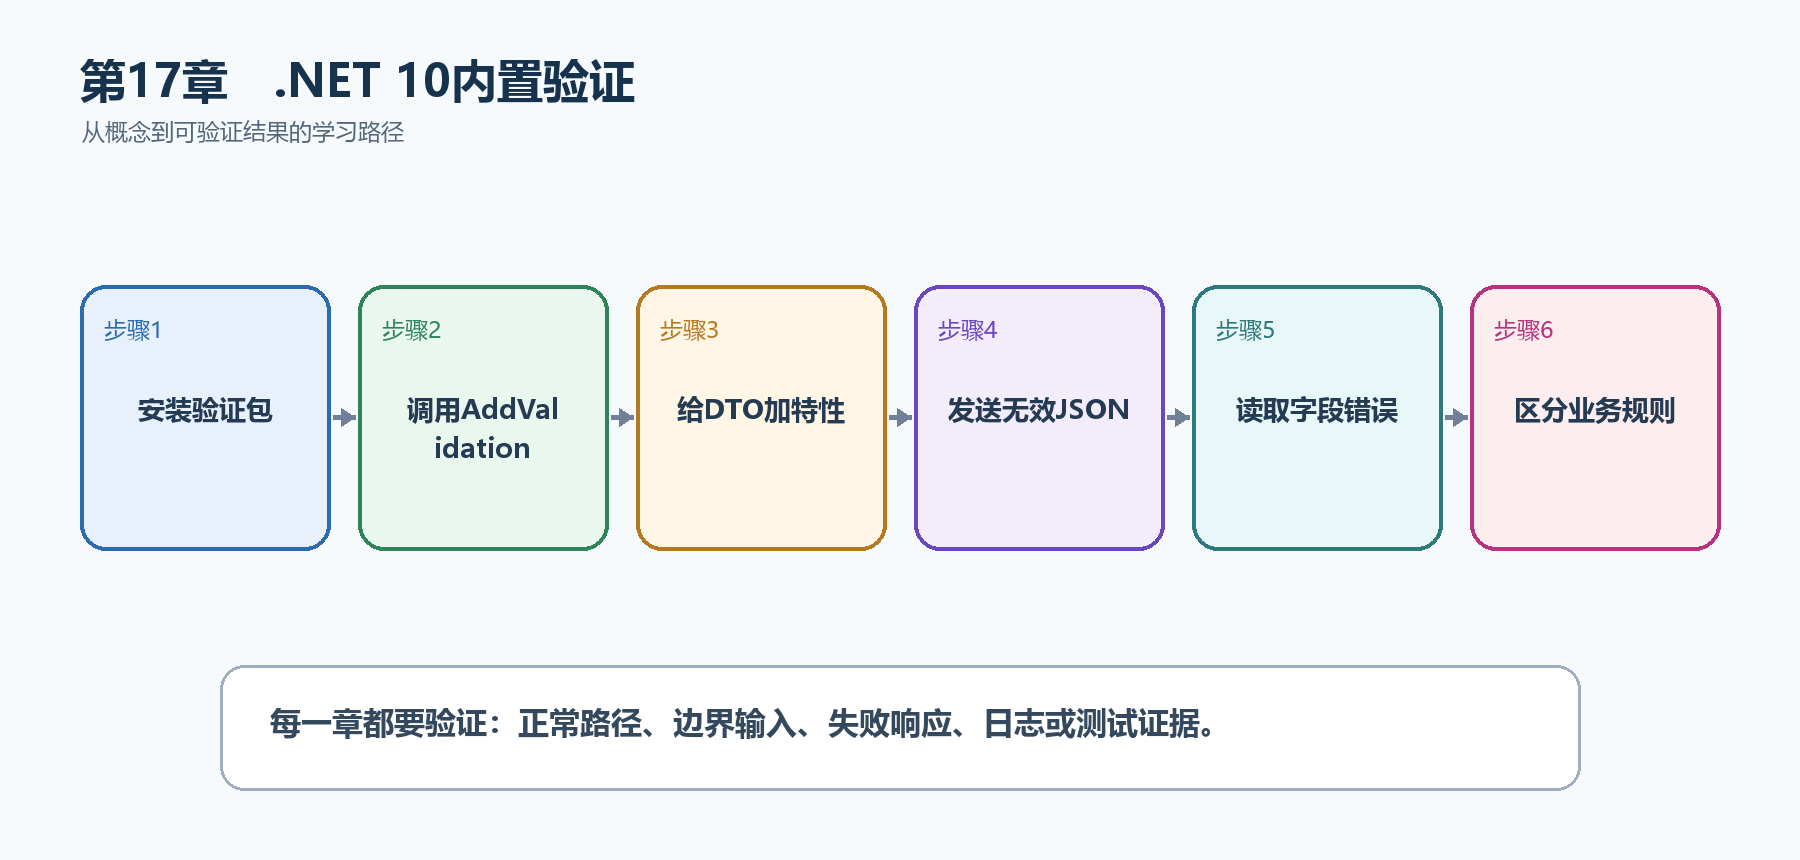 第17章 .NET 10内置验证
从概念到可验证结果的学习路径
步骤1
安装验证包
步骤2
调用AddVal
idation
步骤3
给DTO加特性
步骤4
发送无效JSON
步骤5
读取字段错误
步骤6
区分业务规则
每一章都要验证：正常路径、边界输入、失败响应、日志或测试证据。